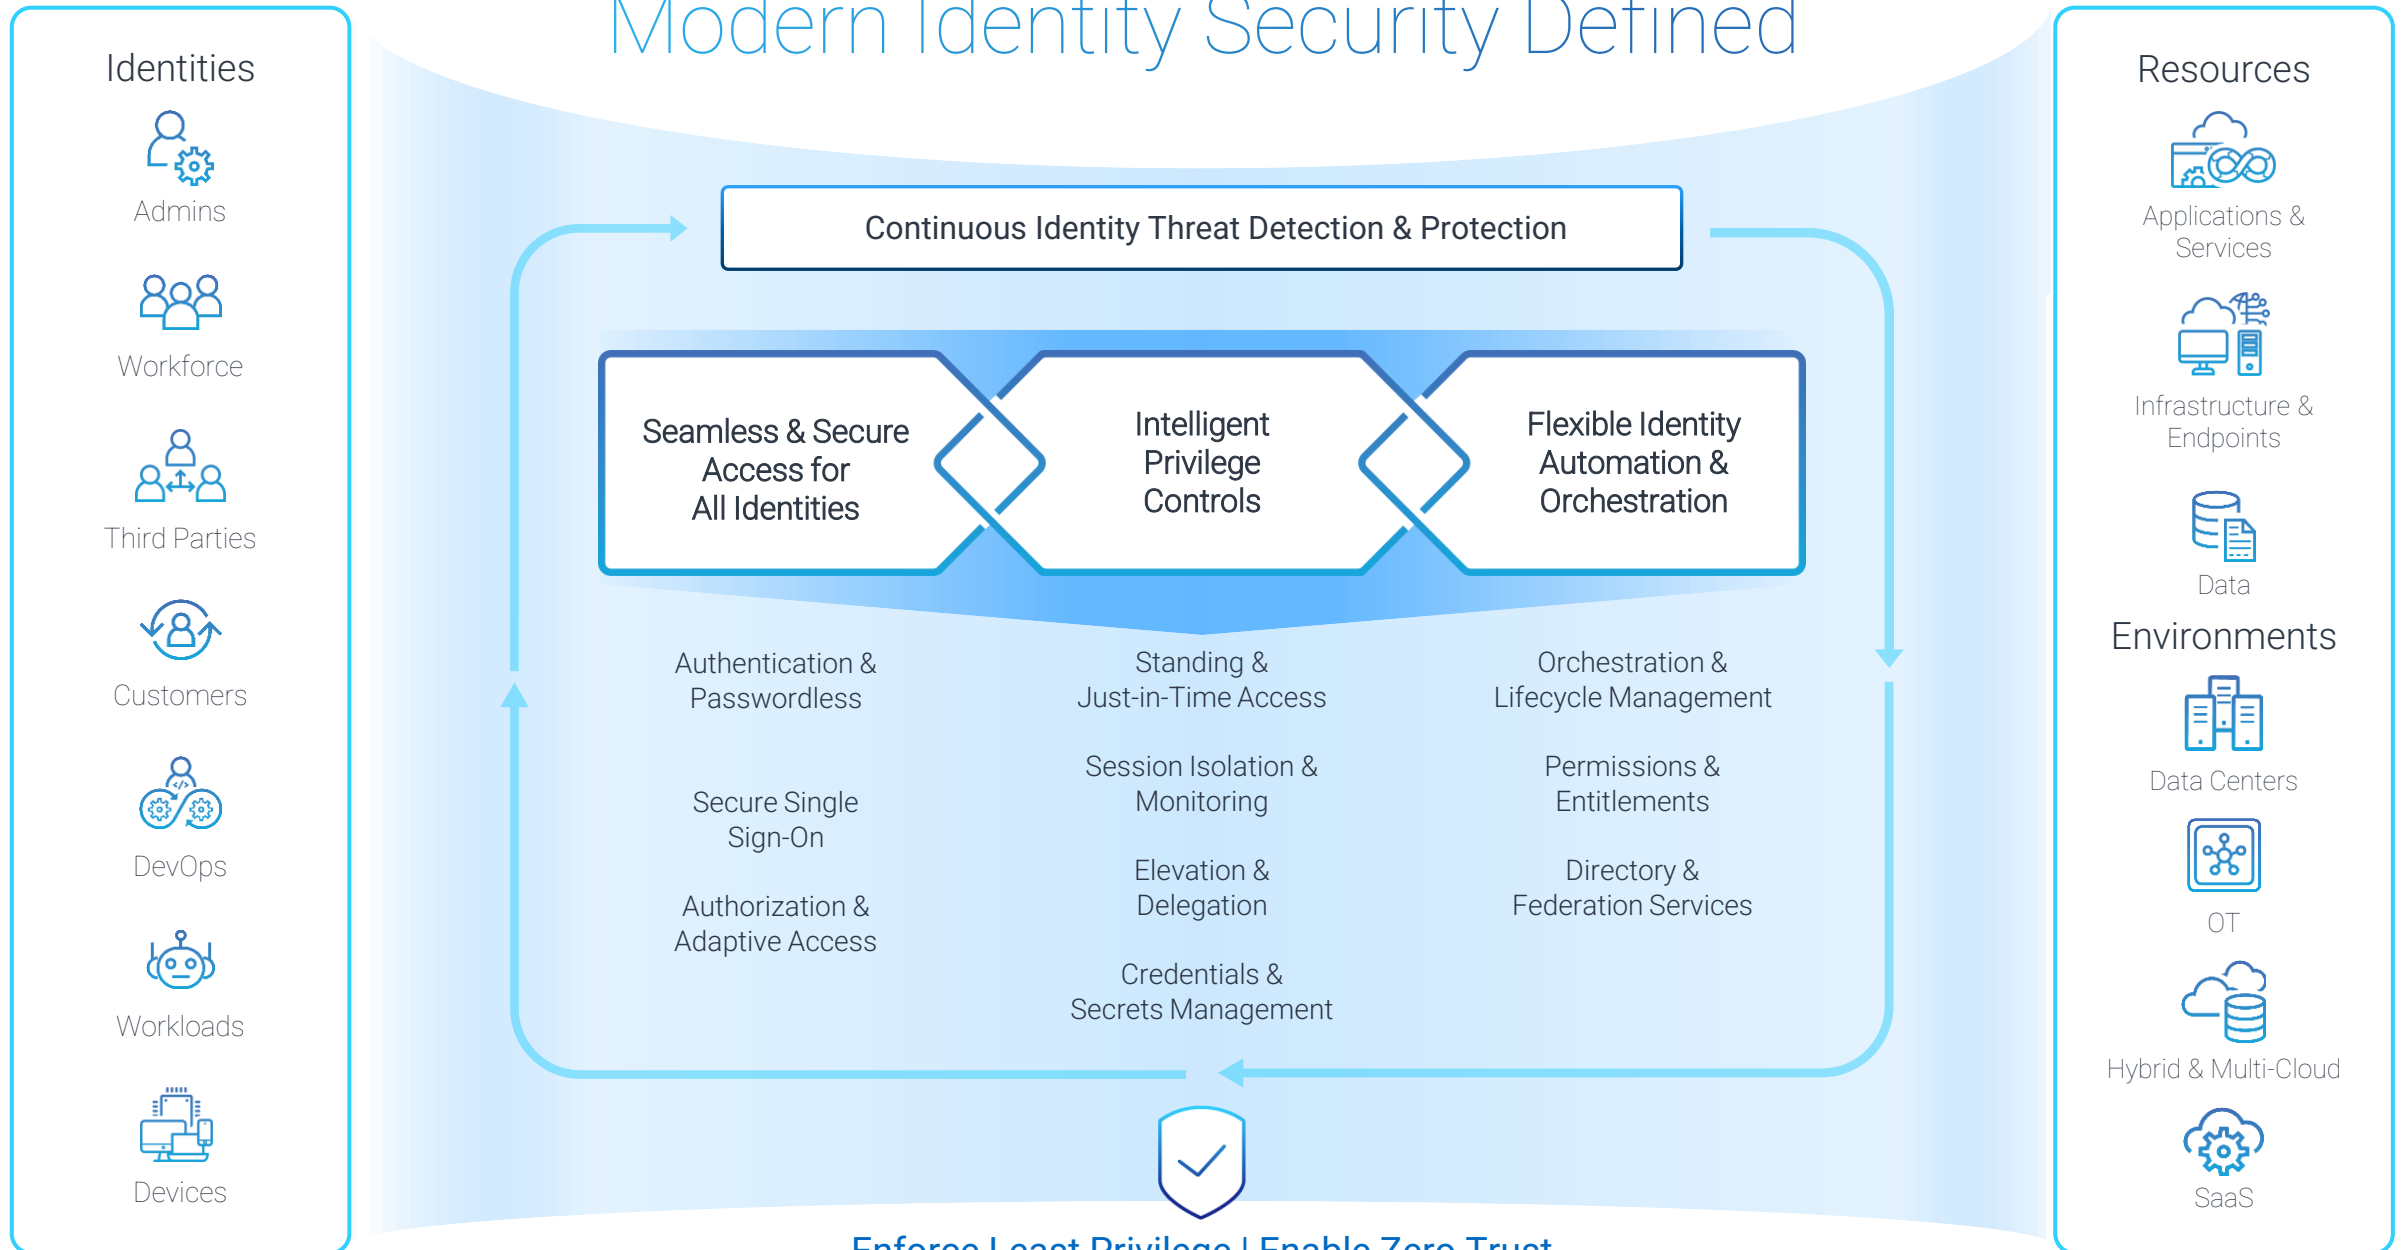 Modern Identity Security Defined
Identities
Admins
Workforce
Third Parties
Customers
DevOps
Workloads
Devices
Continuous Identity Threat Detection & Protection
Seamless & Secure
Access for
All Identities
Intelligent
Privilege
Controls
Flexible Identity
Automation &
Orchestration
Authentication &
Passwordless
Secure Single
Sign-On
Authorization &
Adaptive Access
Standing &
Just-in-Time Access
Session Isolation &
Monitoring
Elevation &
Delegation
Credentials &
Secrets Management
Orchestration &
Lifecycle Management
Permissions &
Entitlements
Directory &
Federation Services
Enforce Least Privilege | Enable Zero Trust
Resources
Applications &
Services
Infrastructure &
Endpoints
Data
Environments
Data Centers
OT
Hybrid & Multi-Cloud
SaaS